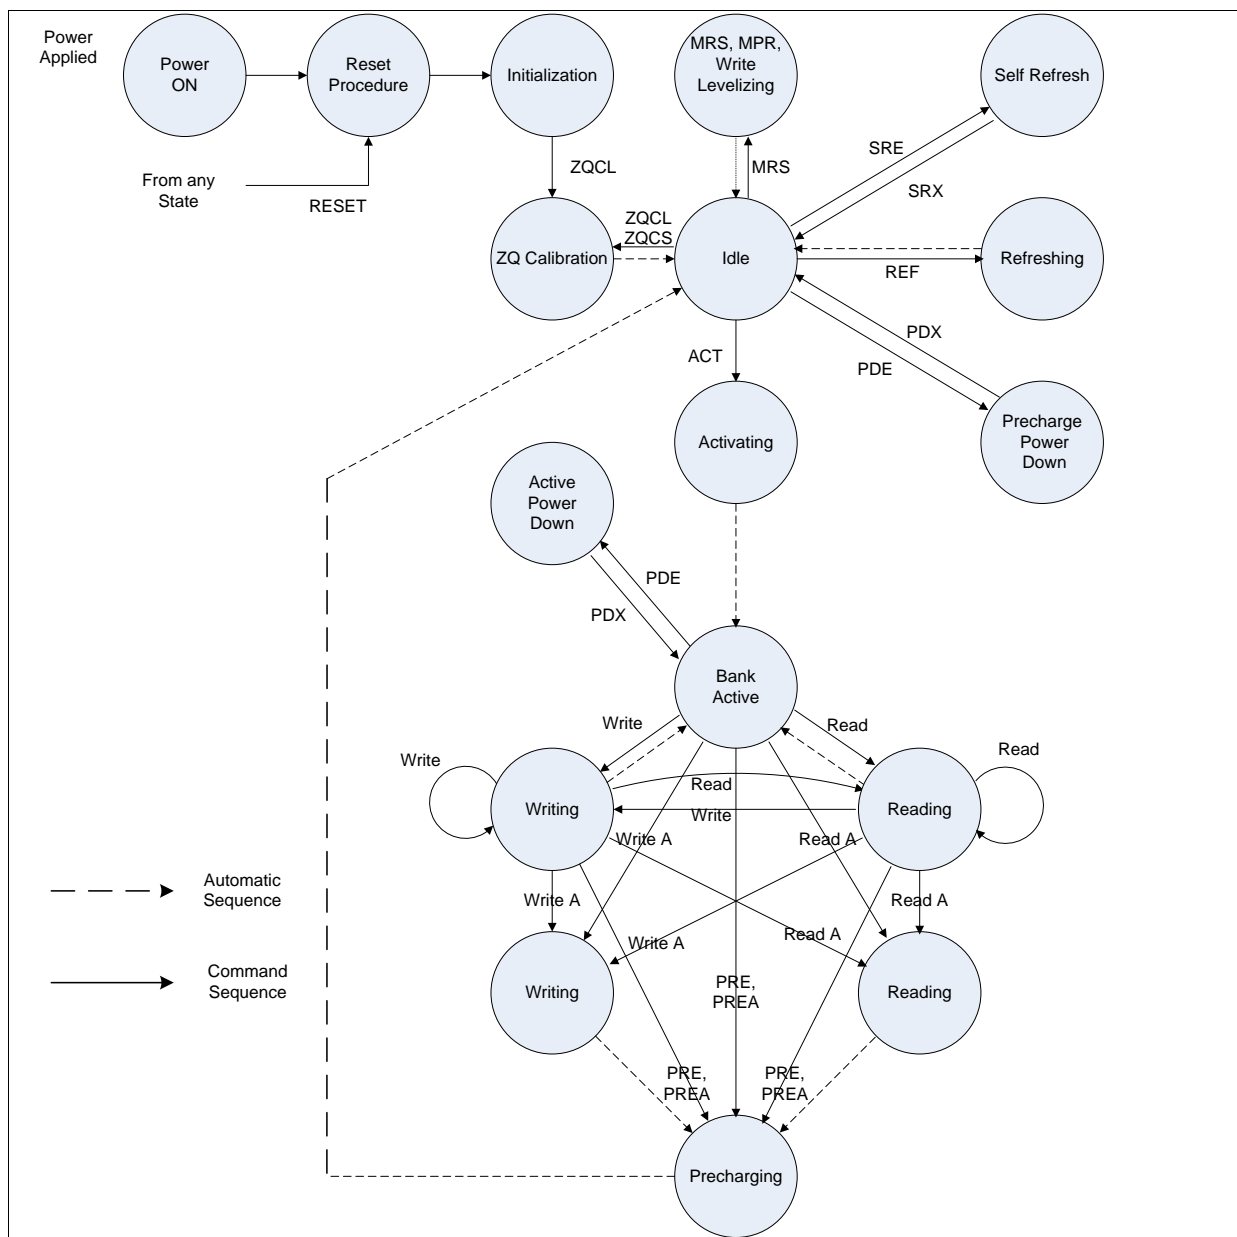 Power
Applied
Power
ON
Reset
Procedure
Initialization
MRS, MPR,
Write
Levelizing
Self Refresh
From any
State
RESET
ZQCL
MRS
SRE
SRX
ZQCL
ZQCS
ZQ Calibration
Idle
REF
Refreshing
ACT
PDX
PDE
Activating
Precharge
Power
Down
Active
Power
Down
PDE
PDX
Bank
Active
Write
Read
Write
Read
Read
Write
Writing
Reading
Write A
Read A
Write A
Read A
Write A
Read A
Automatic
Sequence
Command
Sequence
Writing
PRE,
PREA
Reading
PRE,
PREA
PRE,
PREA
Precharging